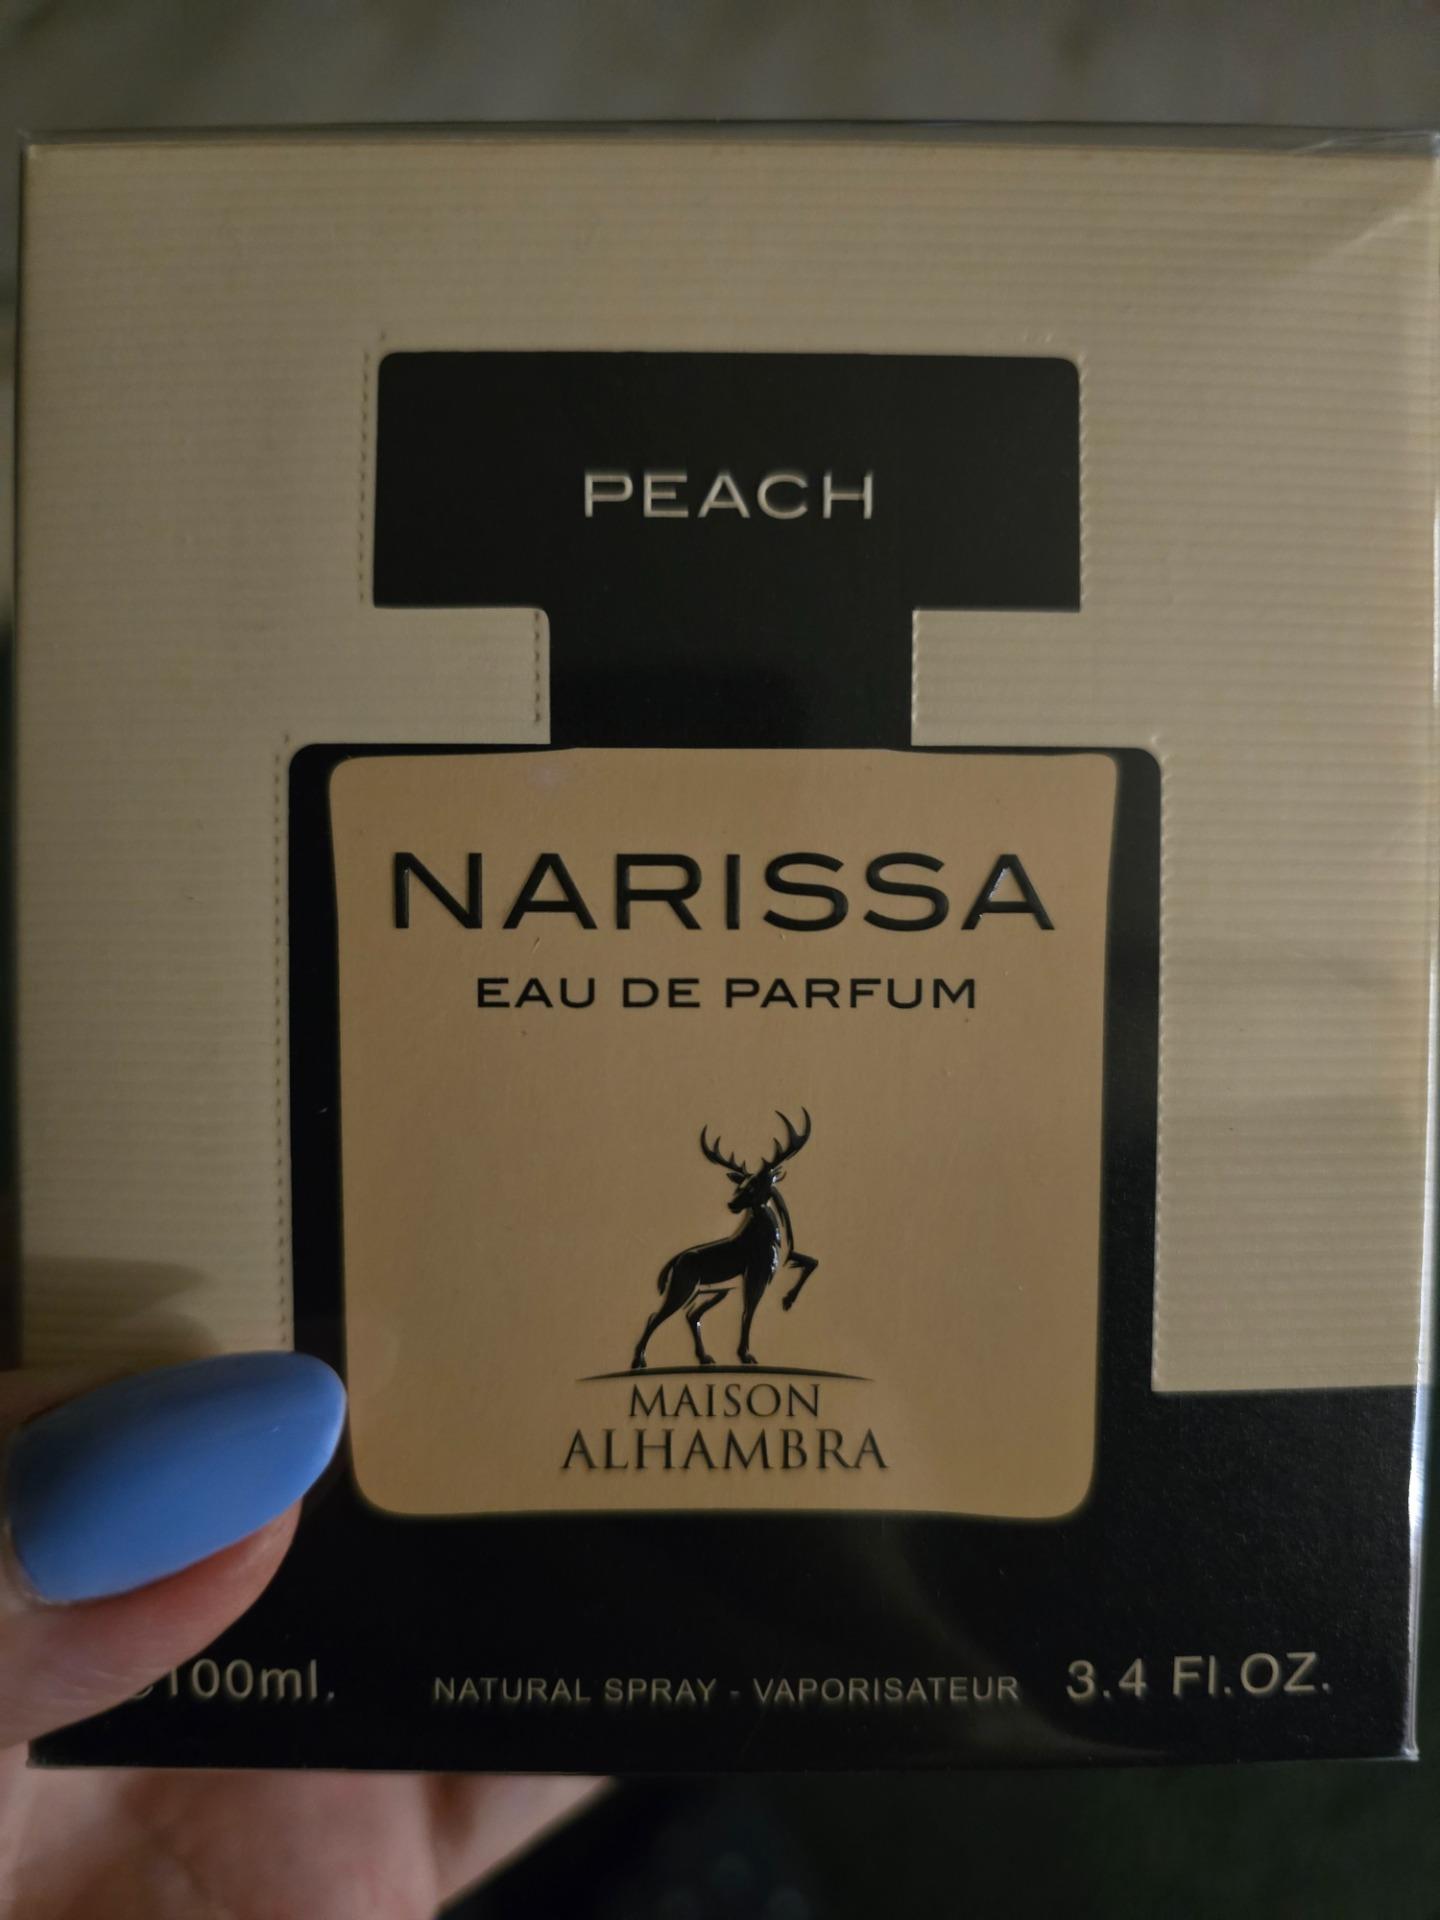 PEACH
NARISSA
EAU DE PARFUM
MAISON
ALHAMBRA
100ml.
NATURAL SPRAY - VAPORISATEUR
3.4 Fl.OZ.